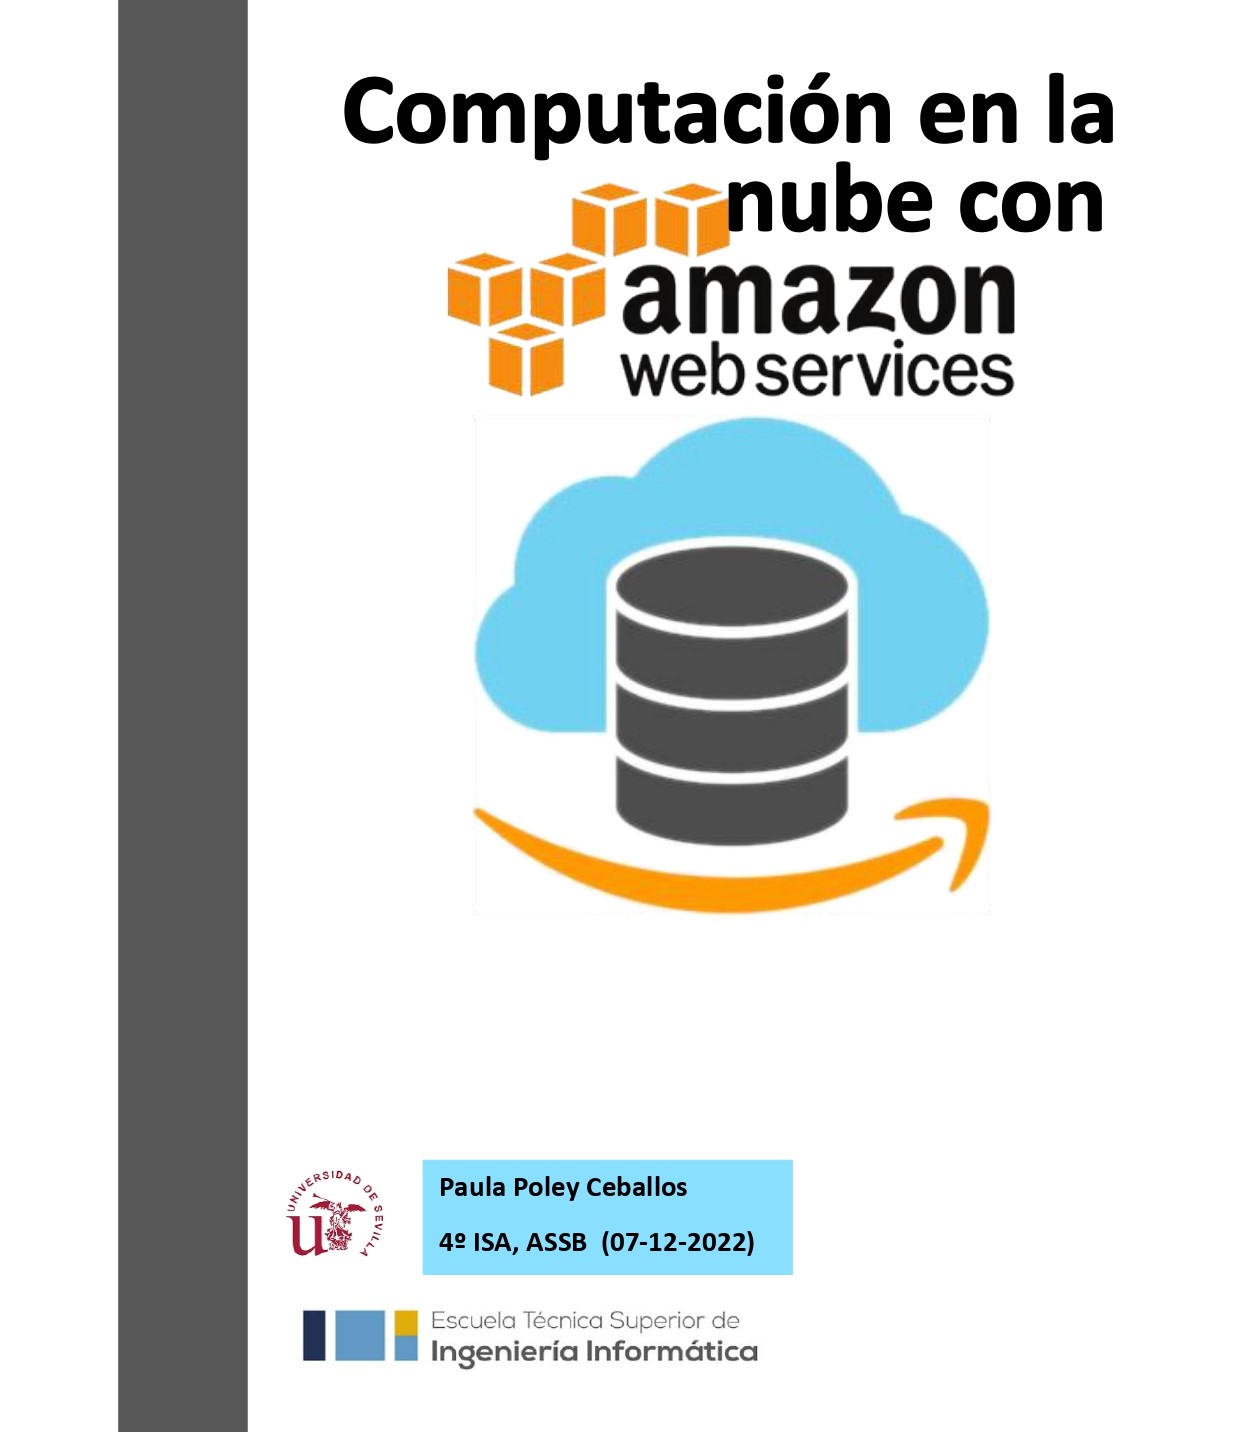 Computación en la
nube con
amazon
web services
Paula Poley Ceballos
4º ISA, ASSB (07-12-2022)
UNIVERSIDAD DE SEVILLA
Escuela Técnica Superior de
Ingeniería Informática